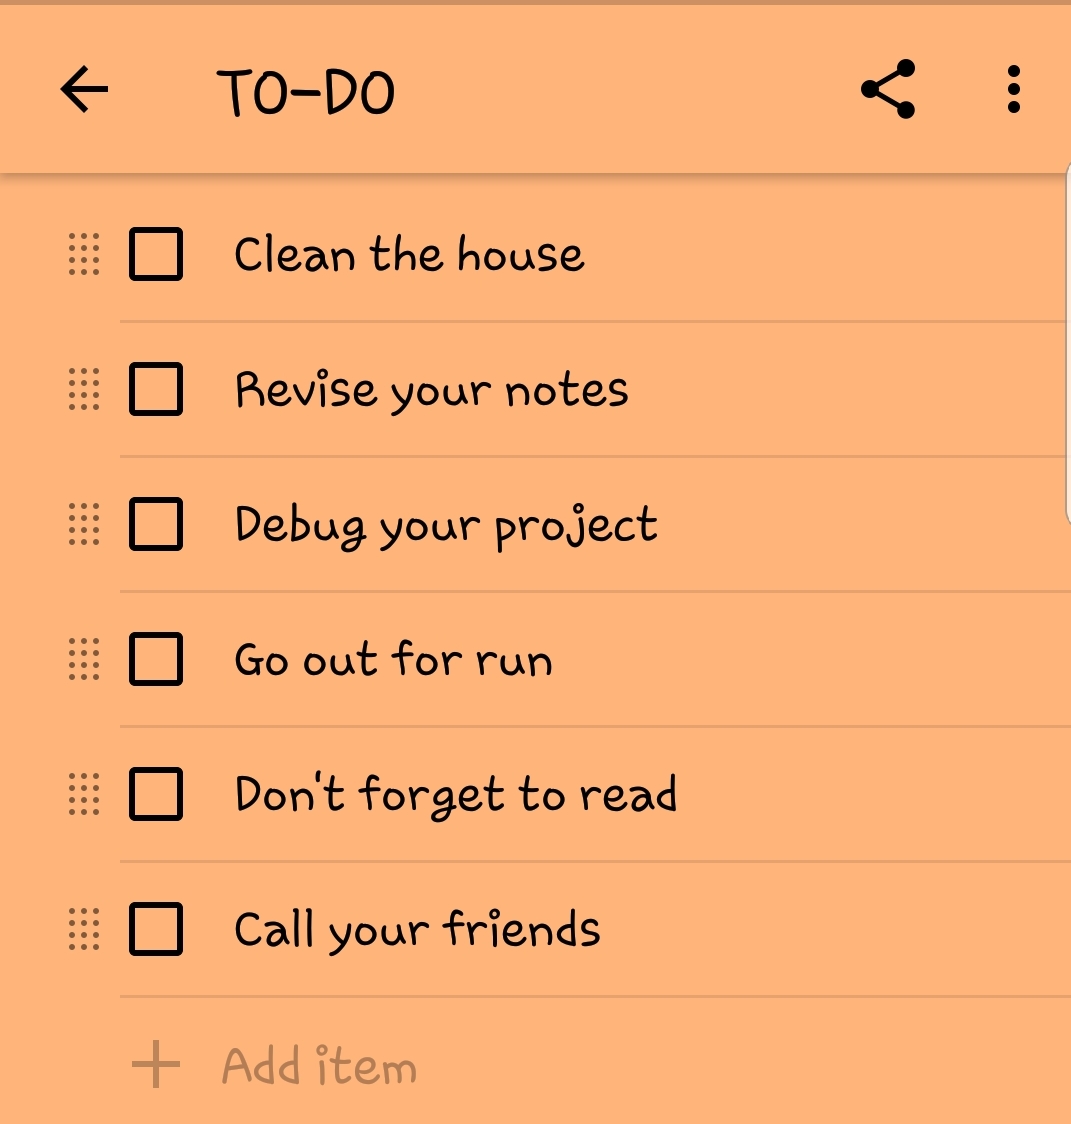 TO-DO
Clean the house
Revise your notes
Debug your project
Go out for run
Don't forget to read
Call your friends
Add item